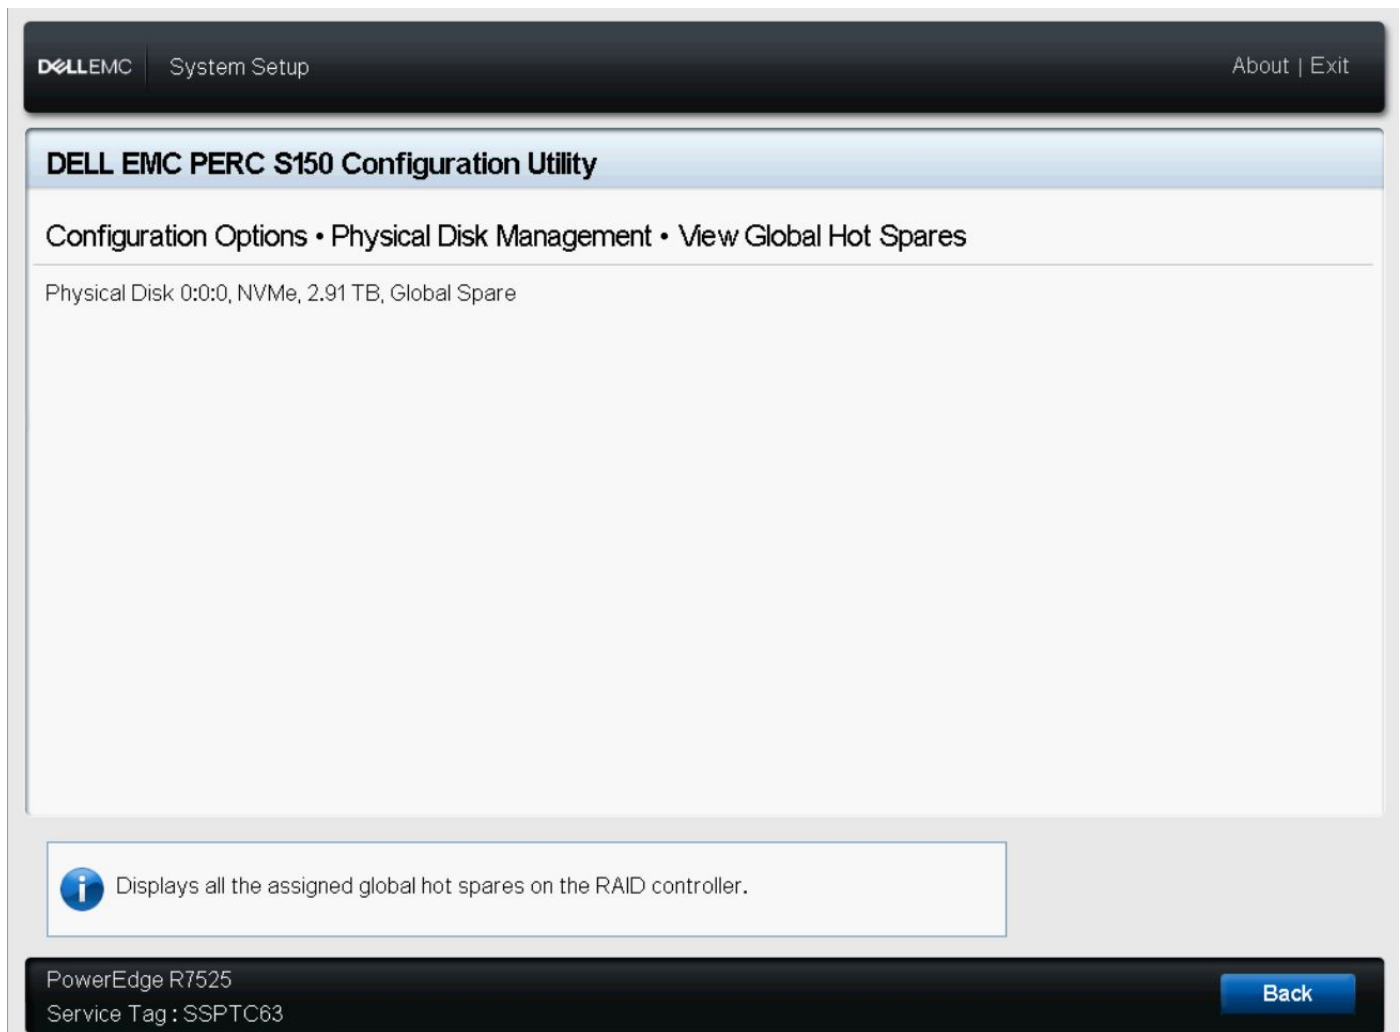 DELLEMC System Setup About | Exit
DELL EMC PERC S150 Configuration Utility
Configuration Options • Physical Disk Management • View Global Hot Spares
Physical Disk 0:0:0, NVMe, 2.91 TB, Global Spare
Displays all the assigned global hot spares on the RAID controller.
PowerEdge R7525
Service Tag : SSPTC63
Back